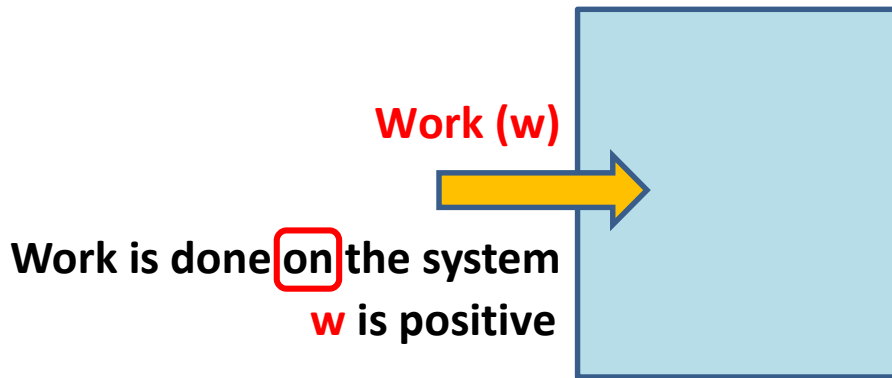 Work (w)
Work is done on the system
w is positive